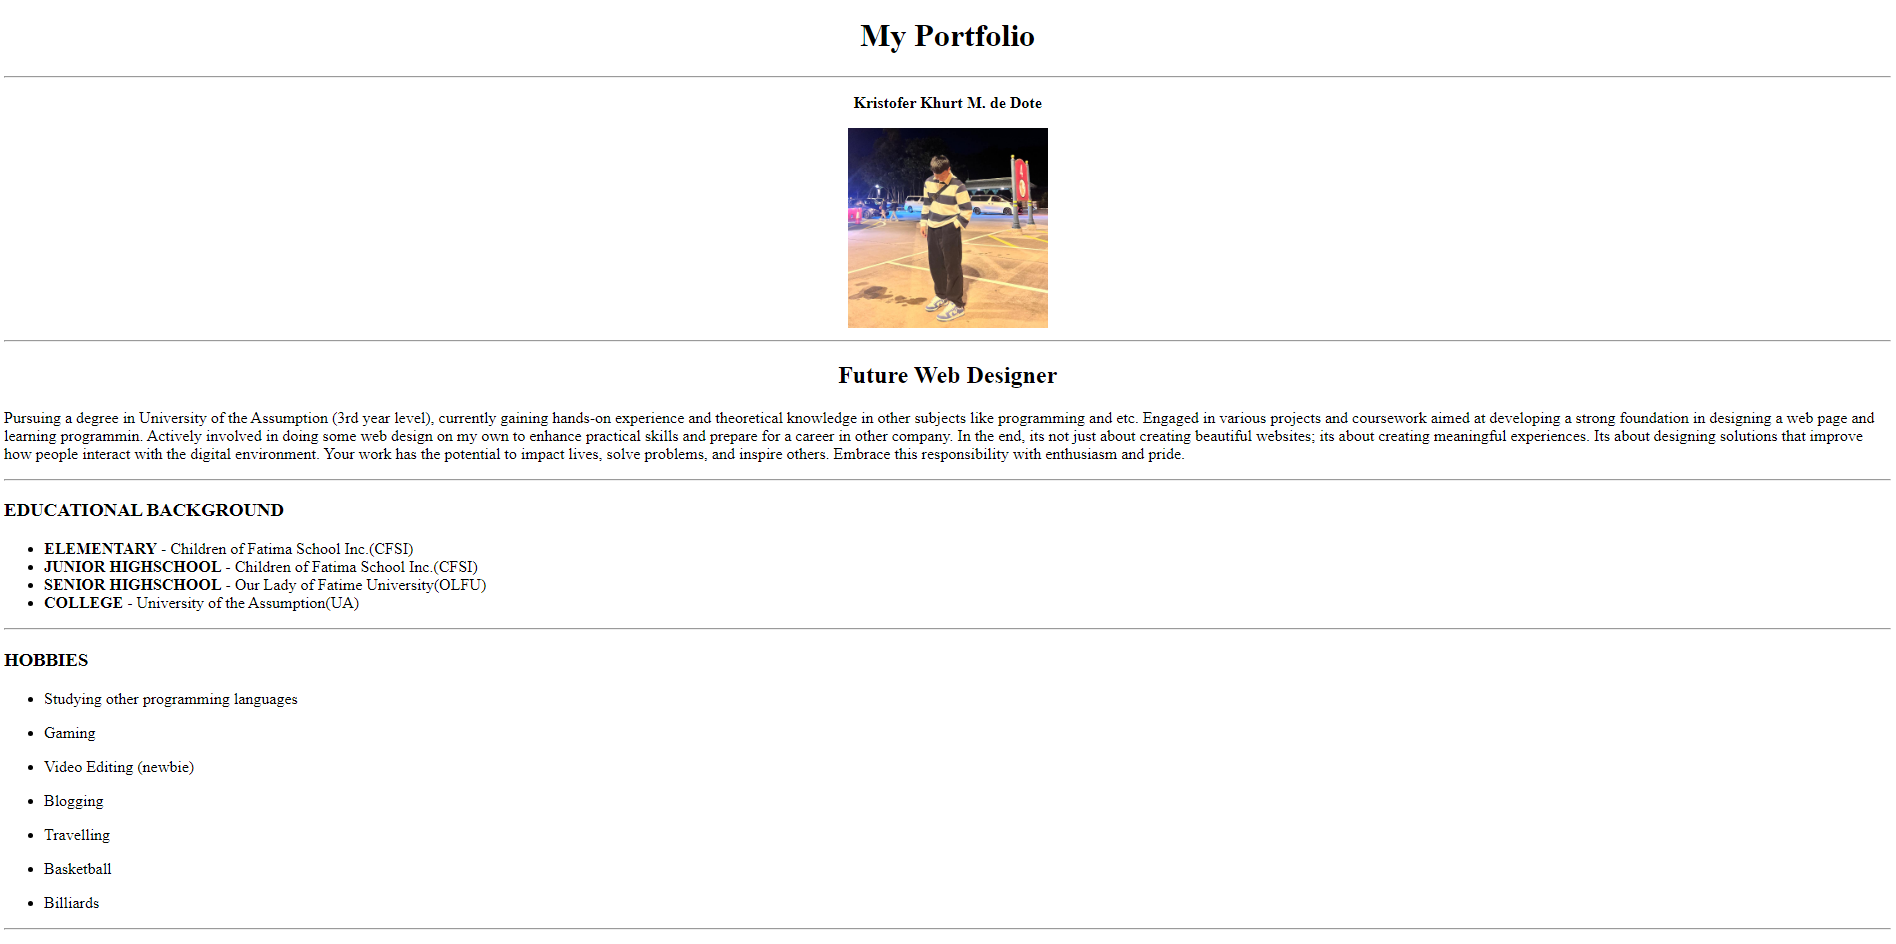 My Portfolio
Kristofer Khurt M. de Dote
Future Web Designer
Pursuing a degree in University of the Assumption (3rd year level), currently gaining hands-on experience and theoretical knowledge in other subjects like programming and etc. Engaged in various projects and coursework aimed at developing a strong foundation in designing a web page and
learning programmin. Actively involved in doing some web design on my own to enhance practical skills and prepare for a career in other company. In the end, its not just about creating beautiful websites; its about creating meaningful experiences. Its about designing solutions that improve
how people interact with the digital environment. Your work has the potential to impact lives, solve problems, and inspire others. Embrace this responsibility with enthusiasm and pride.
EDUCATIONAL BACKGROUND
ELEMENTARY - Children of Fatima School Inc.(CFSI)
JUNIOR HIGHSCHOOL - Children of Fatima School Inc.(CFSI)
SENIOR HIGHSCHOOL - Our Lady of Fatime University(OLFU)
COLLEGE - University of the Assumption(UA)
HOBBIES
Studying other programming languages
Gaming
Video Editing (newbie)
Blogging
Travelling
Basketball
Billiards